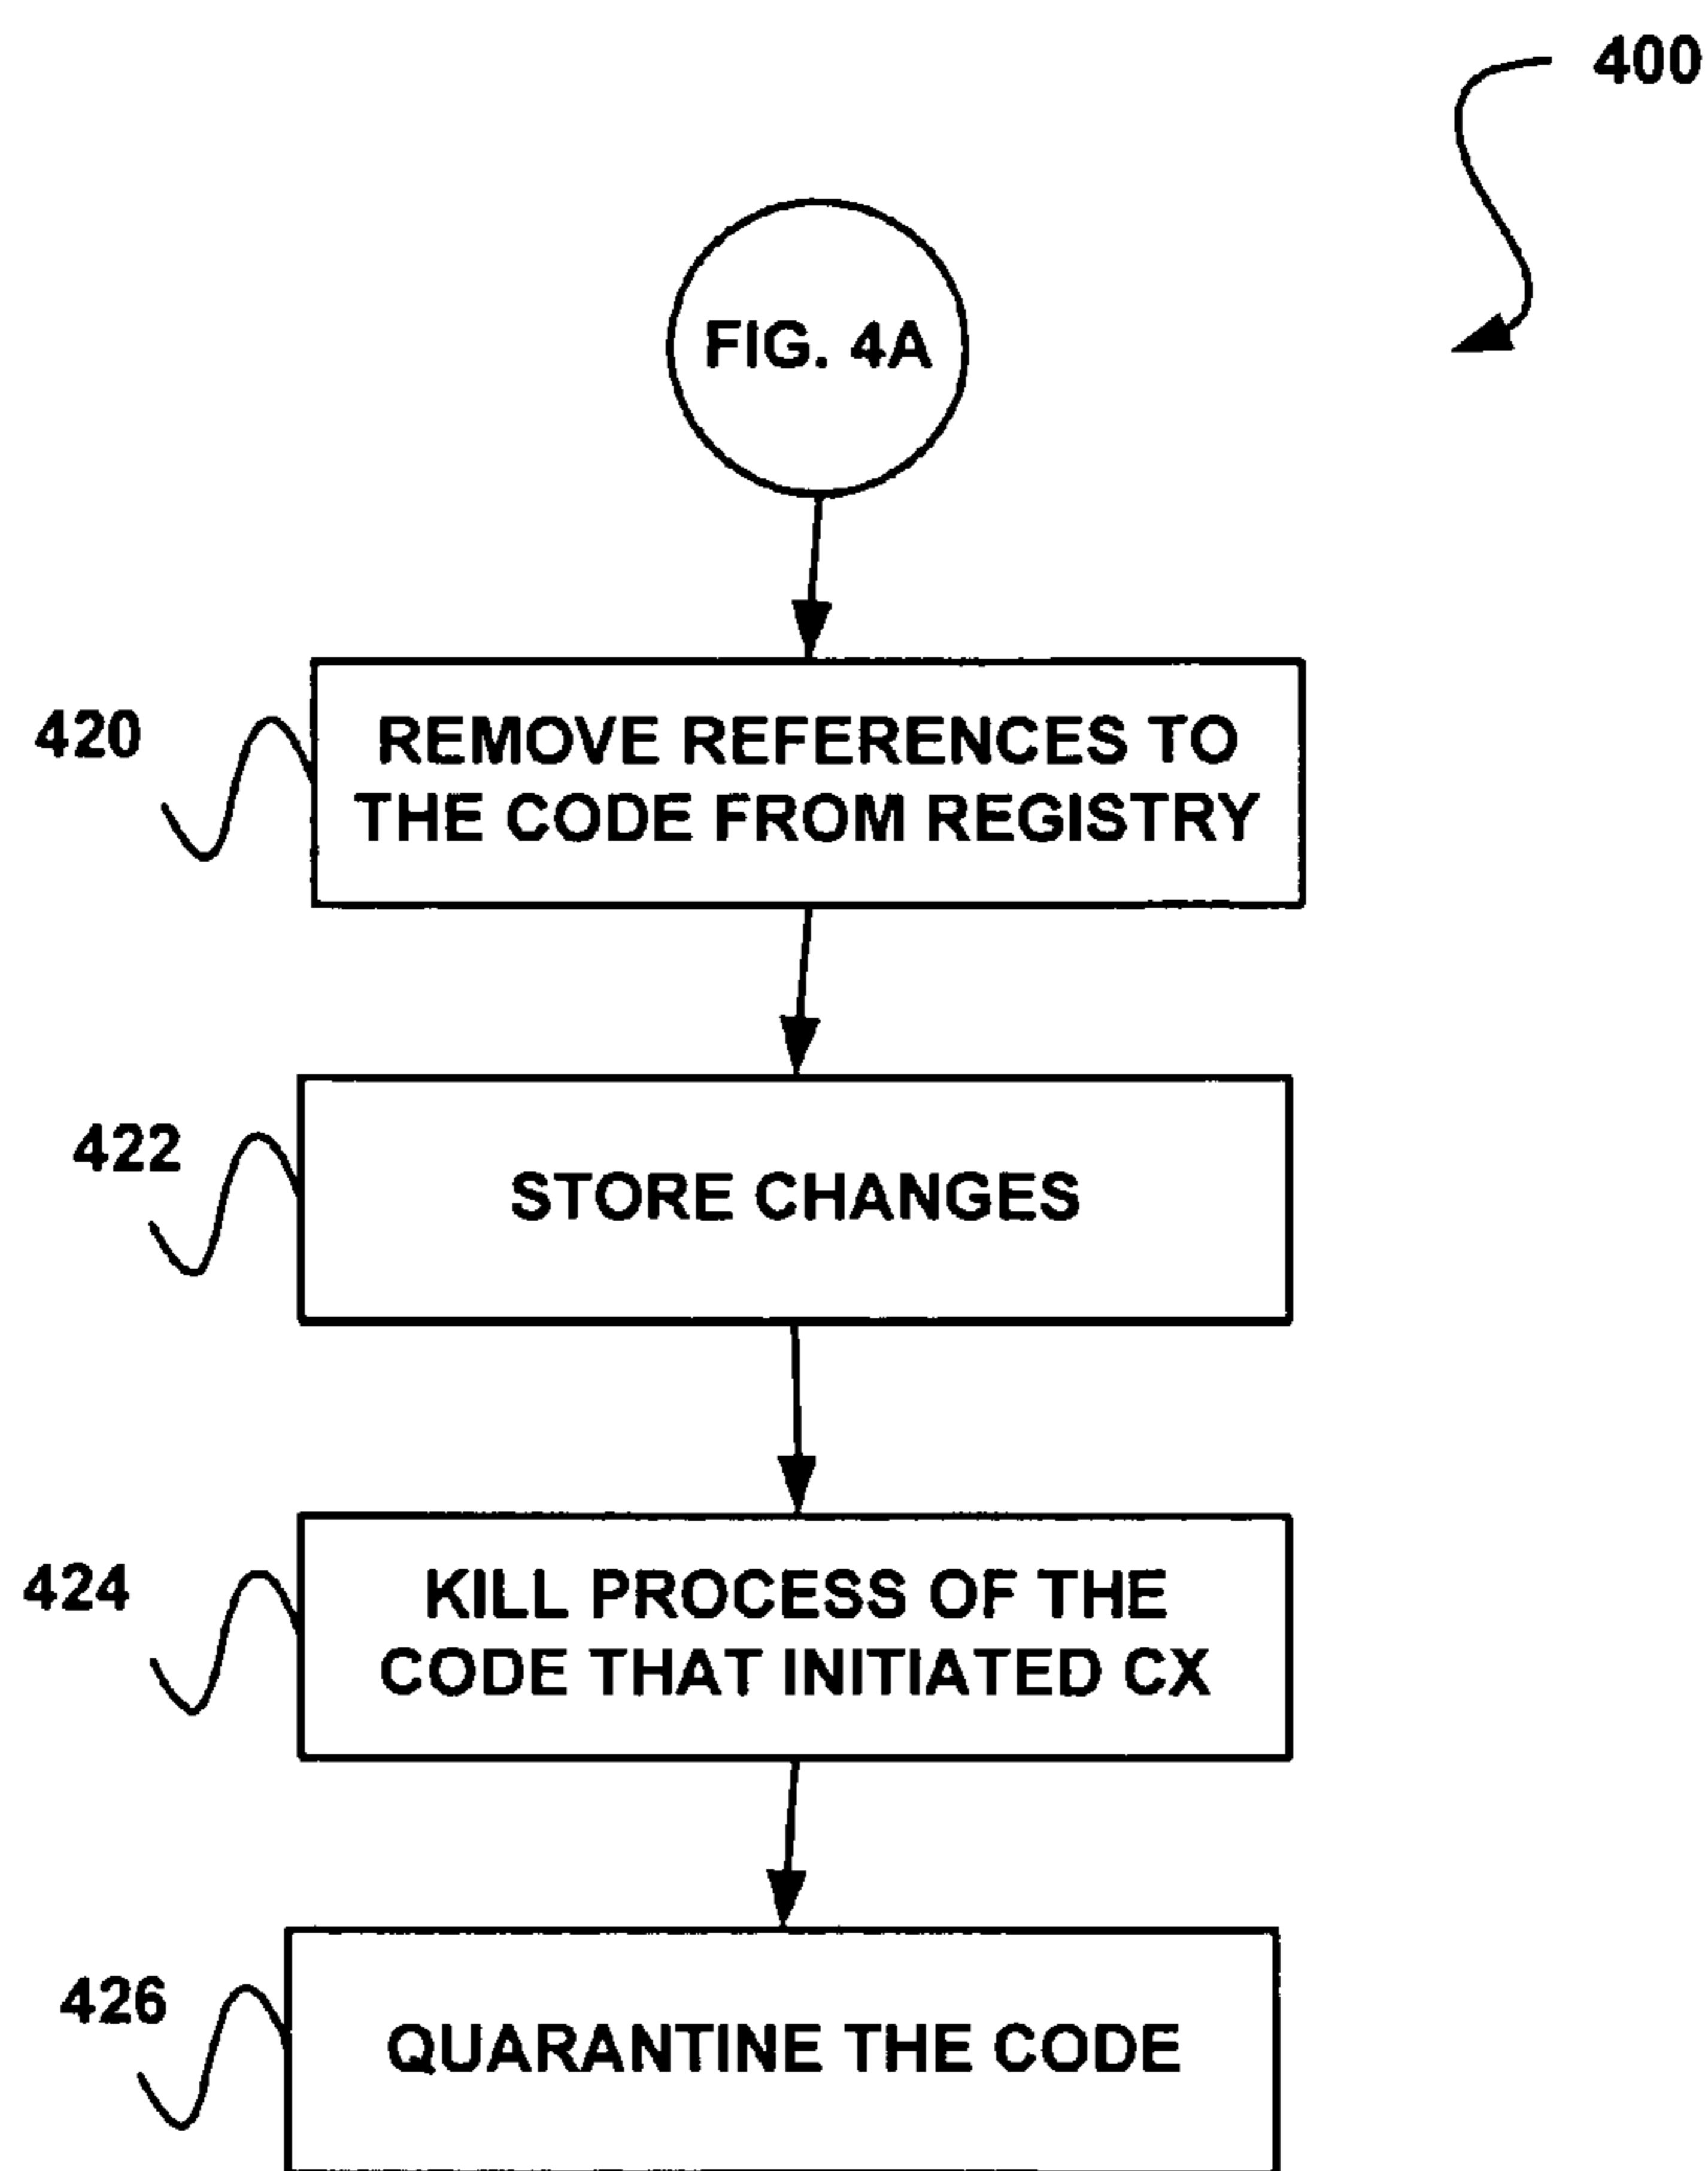 400
FIG. 4A
420
REMOVE REFERENCES TO
THE CODE FROM REGISTRY
422
STORE CHANGES
424
KILL PROCESS OF THE
CODE THAT INITIATED CX
426
QUARANTINE THE CODE